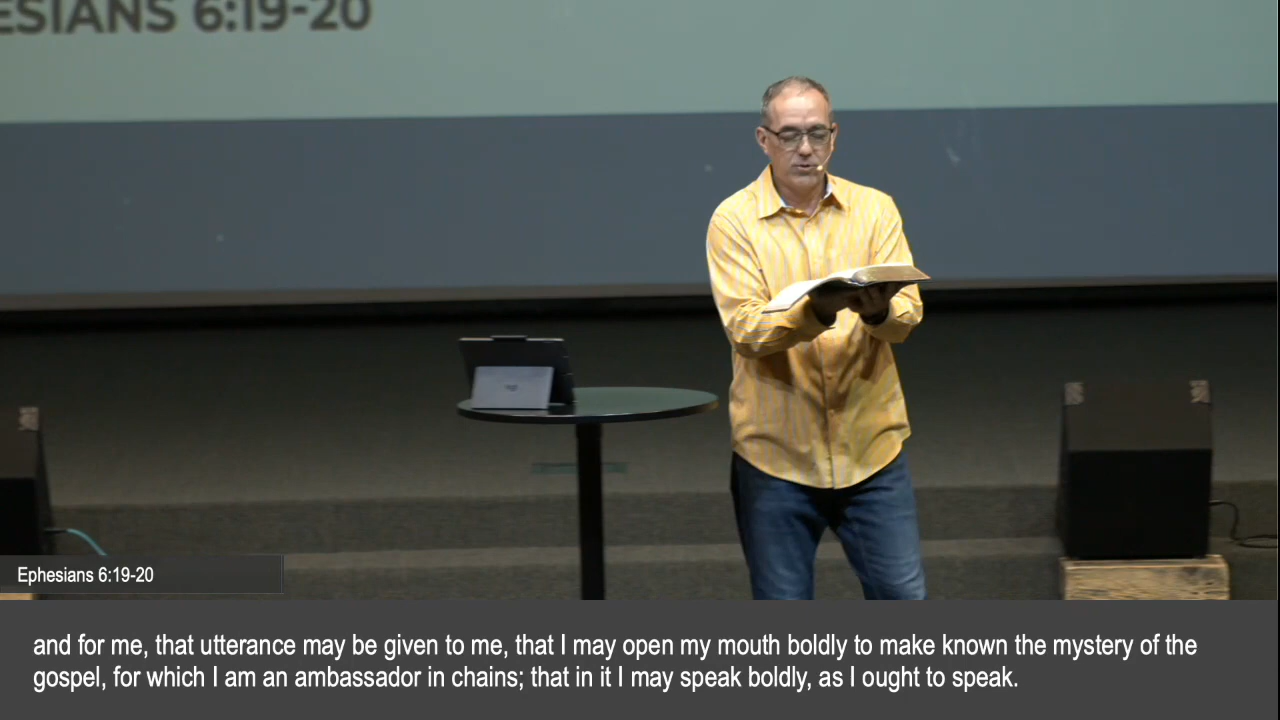 ESIANS 6:19-20
Ephesians 6:19-20
and for me, that utterance may be given to me, that I may open my mouth boldly to make known the mystery of the
gospel, for which I am an ambassador in chains; that in it I may speak boldly, as I ought to speak.